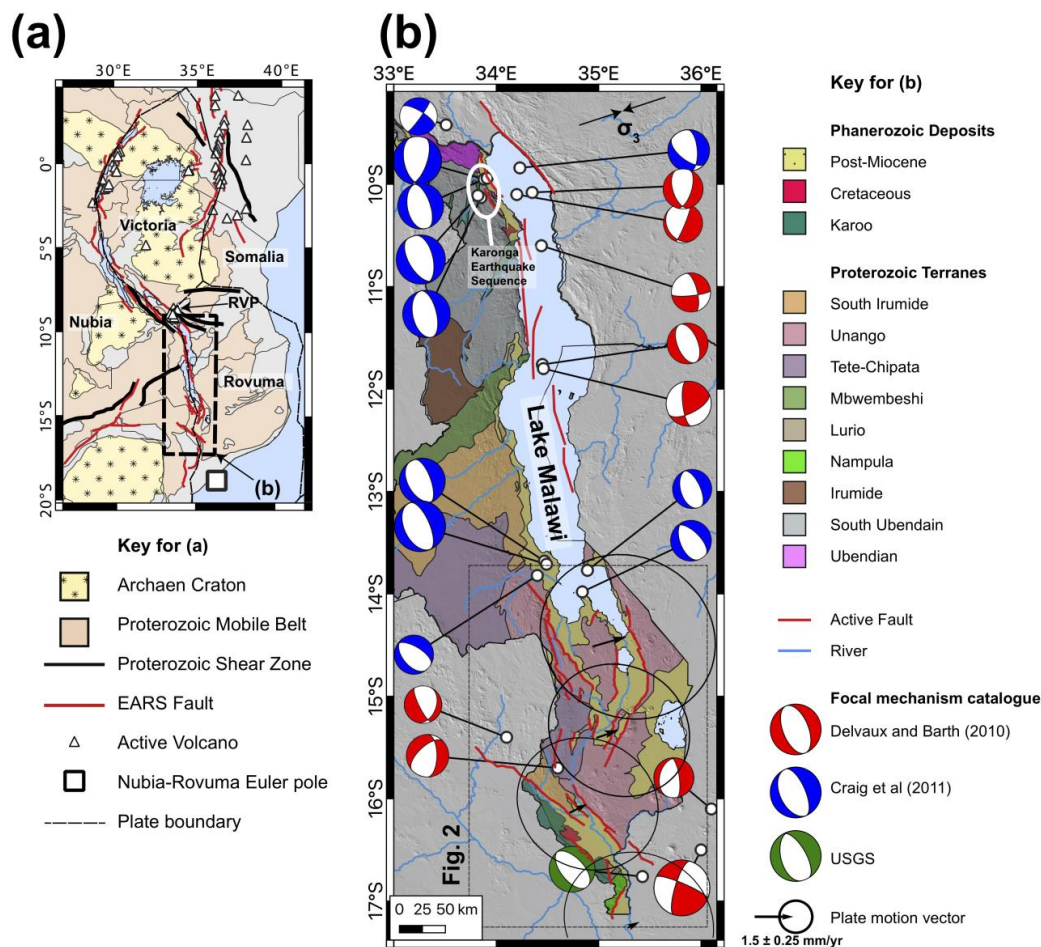 (a)
30°E 35°E 40°E
0°
5°S
10°S
15°S
20°S
Victoria
Somalia
Nubia
RVP
Rovuma
(b)
Key for (a)
Archaen Craton
Proterozoic Mobile Belt
Proterozoic Shear Zone
EARS Fault
Active Volcano
Nubia-Rovuma Euler pole
Plate boundary
(b)
33°E 34°E 35°E 36°E
10°S
11°S
12°S
13°S
14°S
15°S
16°S
17°S
σ3
Karonga
Earthquake
Sequence
Lake Malawi
Fig. 2
0 25 50 km
Key for (b)
Phanerozoic Deposits
Post-Miocene
Cretaceous
Karoo
Proterozoic Terranes
South Irumide
Unango
Tete-Chipata
Mbwembeshi
Lurio
Nampula
Irumide
South Ubendain
Ubendian
Active Fault
River
Focal mechanism catalogue
Delvaux and Barth (2010)
Craig et al (2011)
USGS
Plate motion vector
1.5 ± 0.25 mm/yr